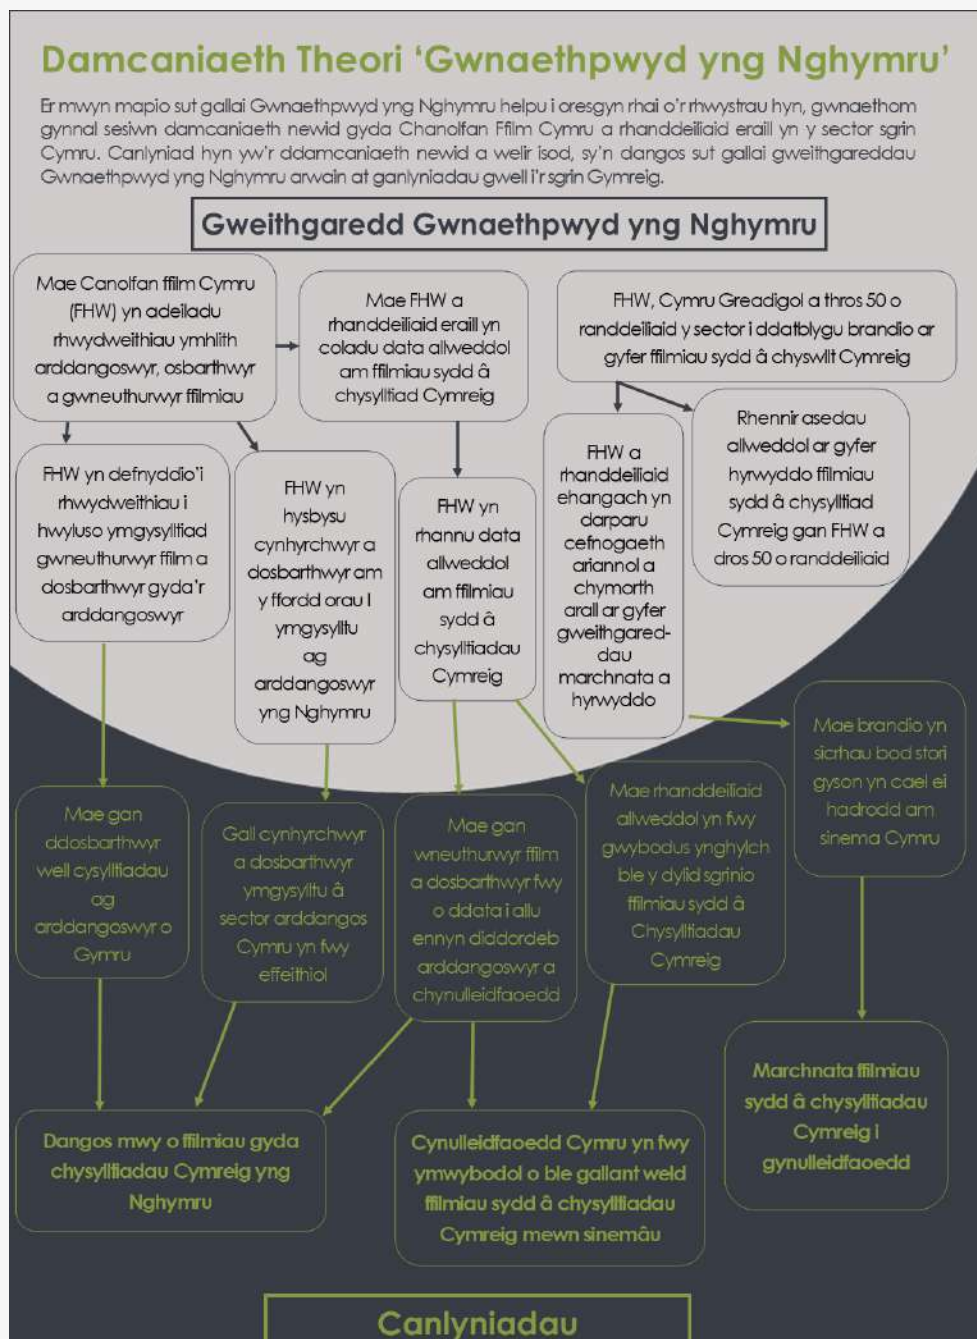 Damcaniaeth Theori ‘Gwnaethpwyd yng Nghymru’
Er mwyn mapio sut gallai Gwnaethpwyd yng Nghymru helpu i oresgyn rhai o’r rhwystrau hyn, gwnaethom
gynnal sesiwn damcaniaeth newid gyda Chanolfan Ffilm Cymru a rhanddeiliaid eraill yn y sector sgrin
Cymru. Canlyniad hyn yw’r ddamcaniaeth newid a welir isod, sy’n dangos sut gallai gweithgareddau
Gwnaethpwyd yng Nghymru arwain at ganlyniadau gwell i’r sgrin Gymreig.
Gweithgaredd Gwnaethpwyd yng Nghymru
Mae Canolfan ffilm Cymru
(FHW) yn adeiladu
rhwydweithiau ymhlith
arddangoswyr, osbarthwyr
a gwneuthurwyr ffilmiau
Mae FHW a
rhanddeiliaid eraill yn
coladu data allweddol
am ffilmiau sydd â
chysylltiad Cymreig
FHW, Cymru Greadigol a thros 50 o
randdeiliaid y sector i ddatblygu brandio ar
gyfer ffilmiau sydd â chyswllt Cymreig
FHW yn defnyddio’i
rhwydweithiau i
hwyluso ymgysylltiad
gwneuthurwyr ffilm a
dosbarthwyr gyda’r
arddangoswyr
FHW yn
hysbysu
cynhyrchwyr a
dosbarthwyr am
y ffordd orau I
ymgysylltu
ag
arddangoswyr
yng Nghymru
FHW yn
rhannu data
allweddol
am ffilmiau
sydd â
chysylltiadau
Cymreig
FHW a
rhanddeiliaid
ehangach yn
darparu
cefnogaeth
ariannol a
chymorth
arall ar gyfer
gweithgared-
dau
marchnata a
hyrwyddo
Rhennir asedau
allweddol ar gyfer
hyrwyddo ffilmiau
sydd â chysylltiad
Cymreig gan FHW a
dros 50 o randdeiliaid
Mae gan
ddosbarthwyr
well cysylltiadau
ag
arddangoswyr o
Gymru
Gall cynhyrchwyr
a dosbarthwyr
ymgysylltu â
sector arddangos
Cymru yn fwy
effeithiol
Mae gan
wneuthurwyr ffilm
a dosbarthwyr fwy
o ddata i allu
ennyn diddordeb
arddangoswyr a
chynulleidfaoedd
Mae rhanddeiliaid
allweddol yn fwy
gwybodus ynghylch
ble y dylid sgrinio
ffilmiau sydd â
Chysylltiadau
Cymreig
Mae brandio yn
sicrhau bod stori
gyson yn cael ei
hadrodd am
sinema Cymru
Dangos mwy o ffilmiau gyda
chysylltiadau Cymreig yng
Nghymru
Cynulleidfaoedd Cymru yn fwy
ymwybodol o ble gallant weld
ffilmiau sydd â chysylltiadau
Cymreig mewn sinemâu
Marchnata ffilmiau
sydd â chysylltiadau
Cymreig i
gynulleidfaoedd
Canlyniadau